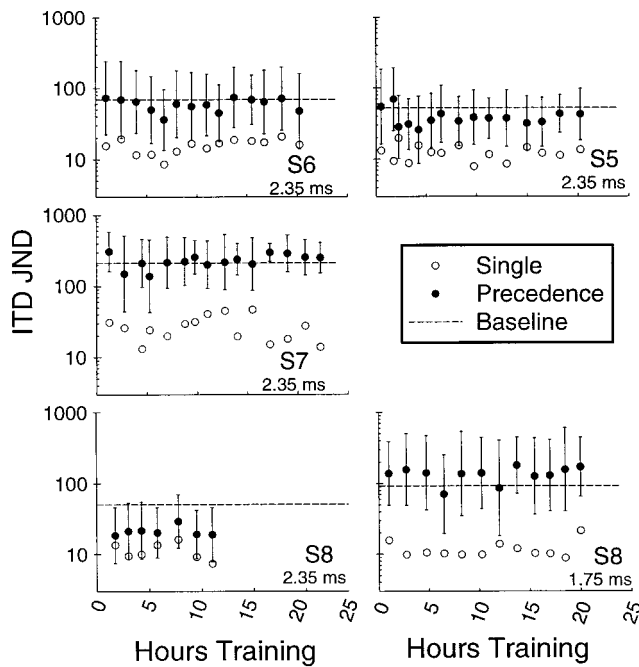 1000
100
10
S6
2.35 ms
S5
2.35 ms
ITD JND
1000
100
10
S7
2.35 ms
Single
Precedence
Baseline
1000
100
10
S8
2.35 ms
S8
1.75 ms
0 5 10 15 20 25
0 5 10 15 20 25
Hours Training
Hours Training